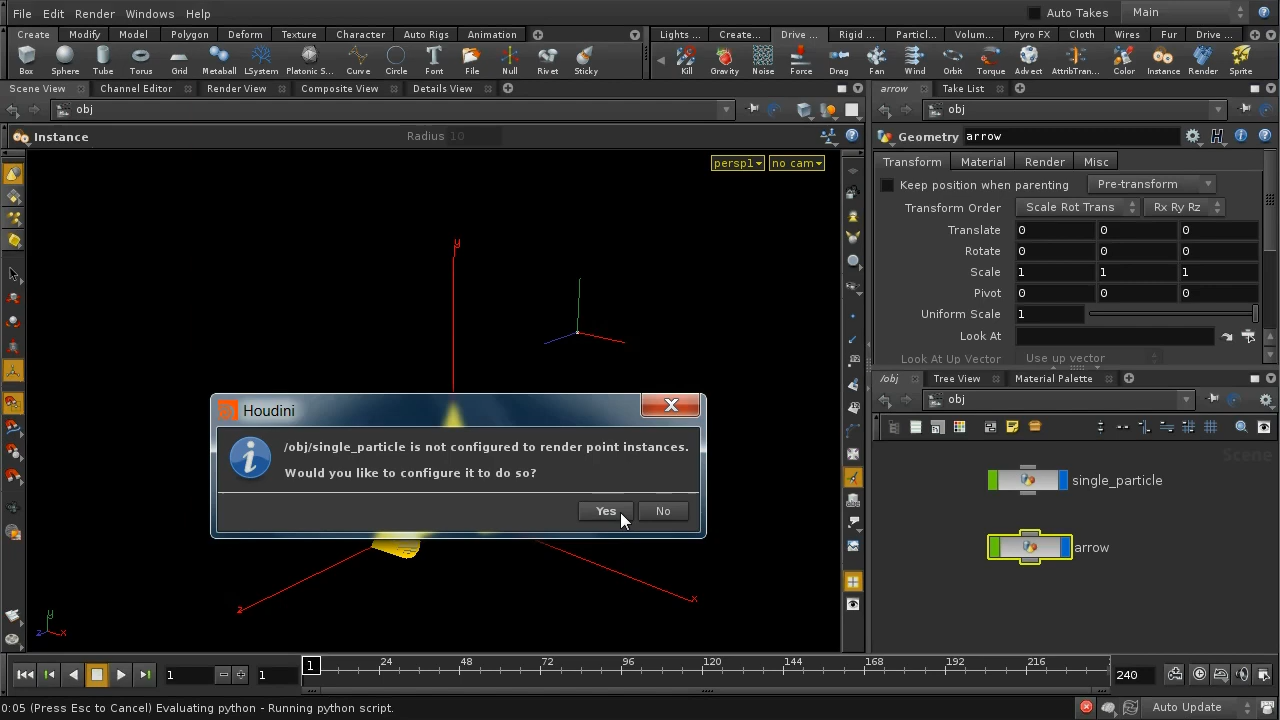 File Edit Render Windows Help Auto Takes Main
Create Modify Model Polygon Deform Texture Character Auto Rigs Animation Lights ... Create... Drive ... Rigid ... Particl... Volum... Pyro FX Cloth Wires Fur Drive ...
Box Sphere Tube Torus Grid Metaball LSystem Platonic S... Curve Circle Font File Null Rivet Sticky Kill Gravity Noise Force Drag Fan Wind Orbit Torque Advect AttribTran... Color Instance Render Sprite
Scene View Channel Editor Render View Composite View Details View arrow Take List
obj obj
Instance Radius 10 Geometry arrow
persp1 no cam
Transform Material Render Misc
Keep position when parenting Pre-transform
Transform Order Scale Rot Trans Rx Ry Rz
Translate 0 0 0
Rotate 0 0 0
Scale 1 1 1
Pivot 0 0 0
Uniform Scale 1
Look At
Look At Up Vector Use up vector
/obj Tree View Material Palette
obj
Scene
y
Houdini
/obj/single_particle is not configured to render point instances.
Would you like to configure it to do so?
Yes No
single_particle
arrow
z x
y
z x
1 1 1 24 48 72 96 120 144 168 192 216 240
0:05 (Press Esc to Cancel) Evaluating python - Running python script. Auto Update